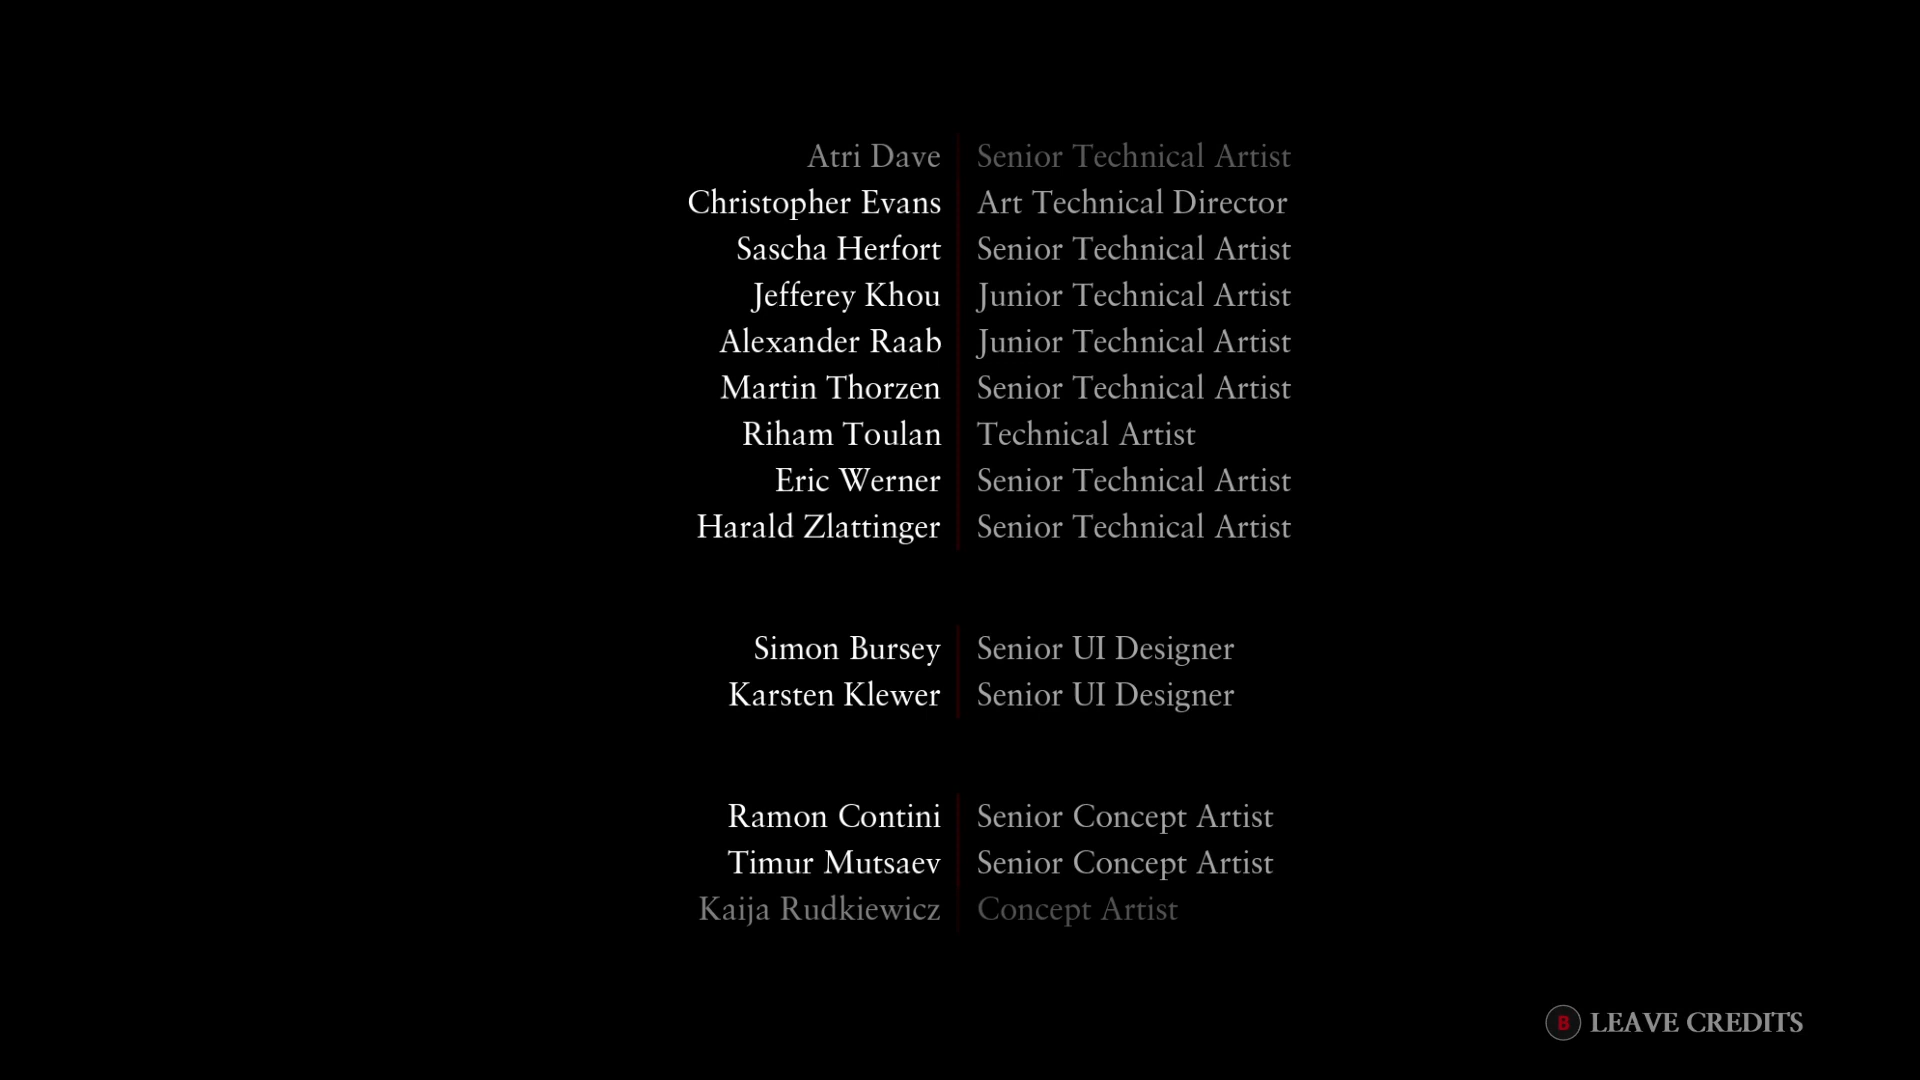 Atri Dave Senior Technical Artist
Christopher Evans Art Technical Director
Sascha Herfort Senior Technical Artist
Jefferey Khou Junior Technical Artist
Alexander Raab Junior Technical Artist
Martin Thorzen Senior Technical Artist
Riham Toulan Technical Artist
Eric Werner Senior Technical Artist
Harald Zlattinger Senior Technical Artist
Simon Bursey Senior UI Designer
Karsten Klewer Senior UI Designer
Ramon Contini Senior Concept Artist
Timur Mutsaev Senior Concept Artist
Kaija Rudkiewicz Concept Artist
B LEAVE CREDITS